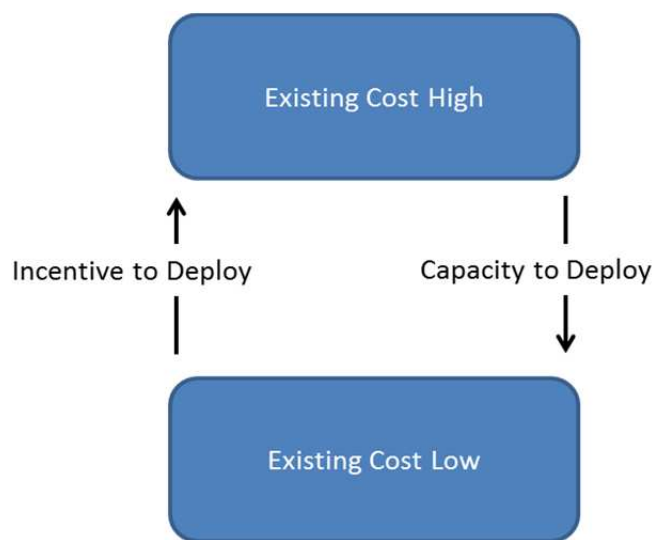 Existing Cost High
Incentive to Deploy
Capacity to Deploy
Existing Cost Low